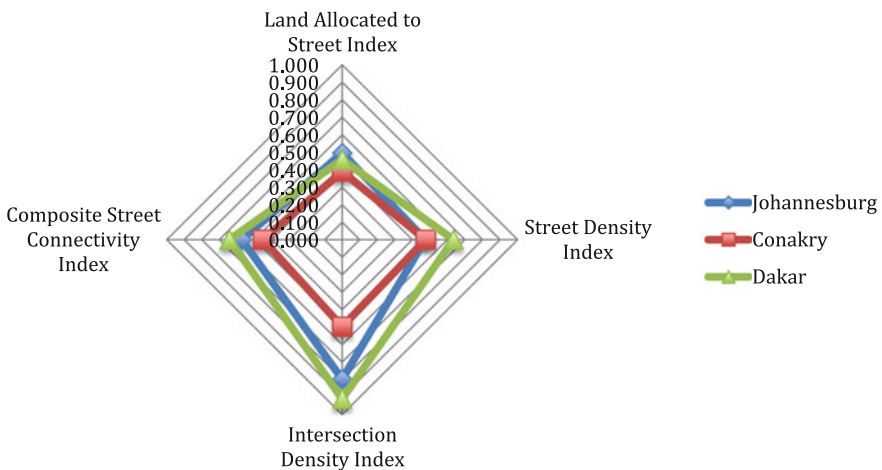 Land Allocated to
Street Index
1.000
0.900
0.800
0.700
0.600
0.500
0.400
0.300
0.200
0.100
0.000
Composite Street
Connectivity
Index
Street Density
Index
Intersection
Density Index
Johannesburg
Conakry
Dakar